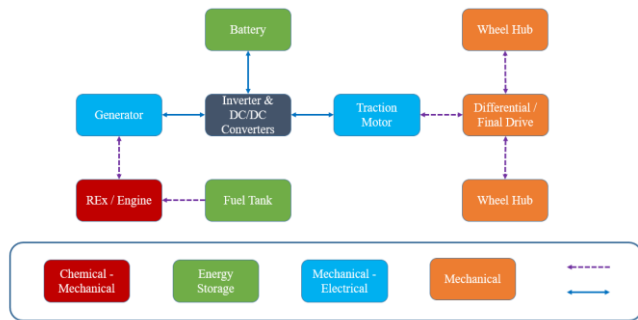 Battery
Wheel Hub
Generator
Inverter &
DC/DC
Converters
Traction
Motor
Differential /
Final Drive
REx / Engine
Fuel Tank
Wheel Hub
Chemical -
Mechanical
Energy
Storage
Mechanical -
Electrical
Mechanical